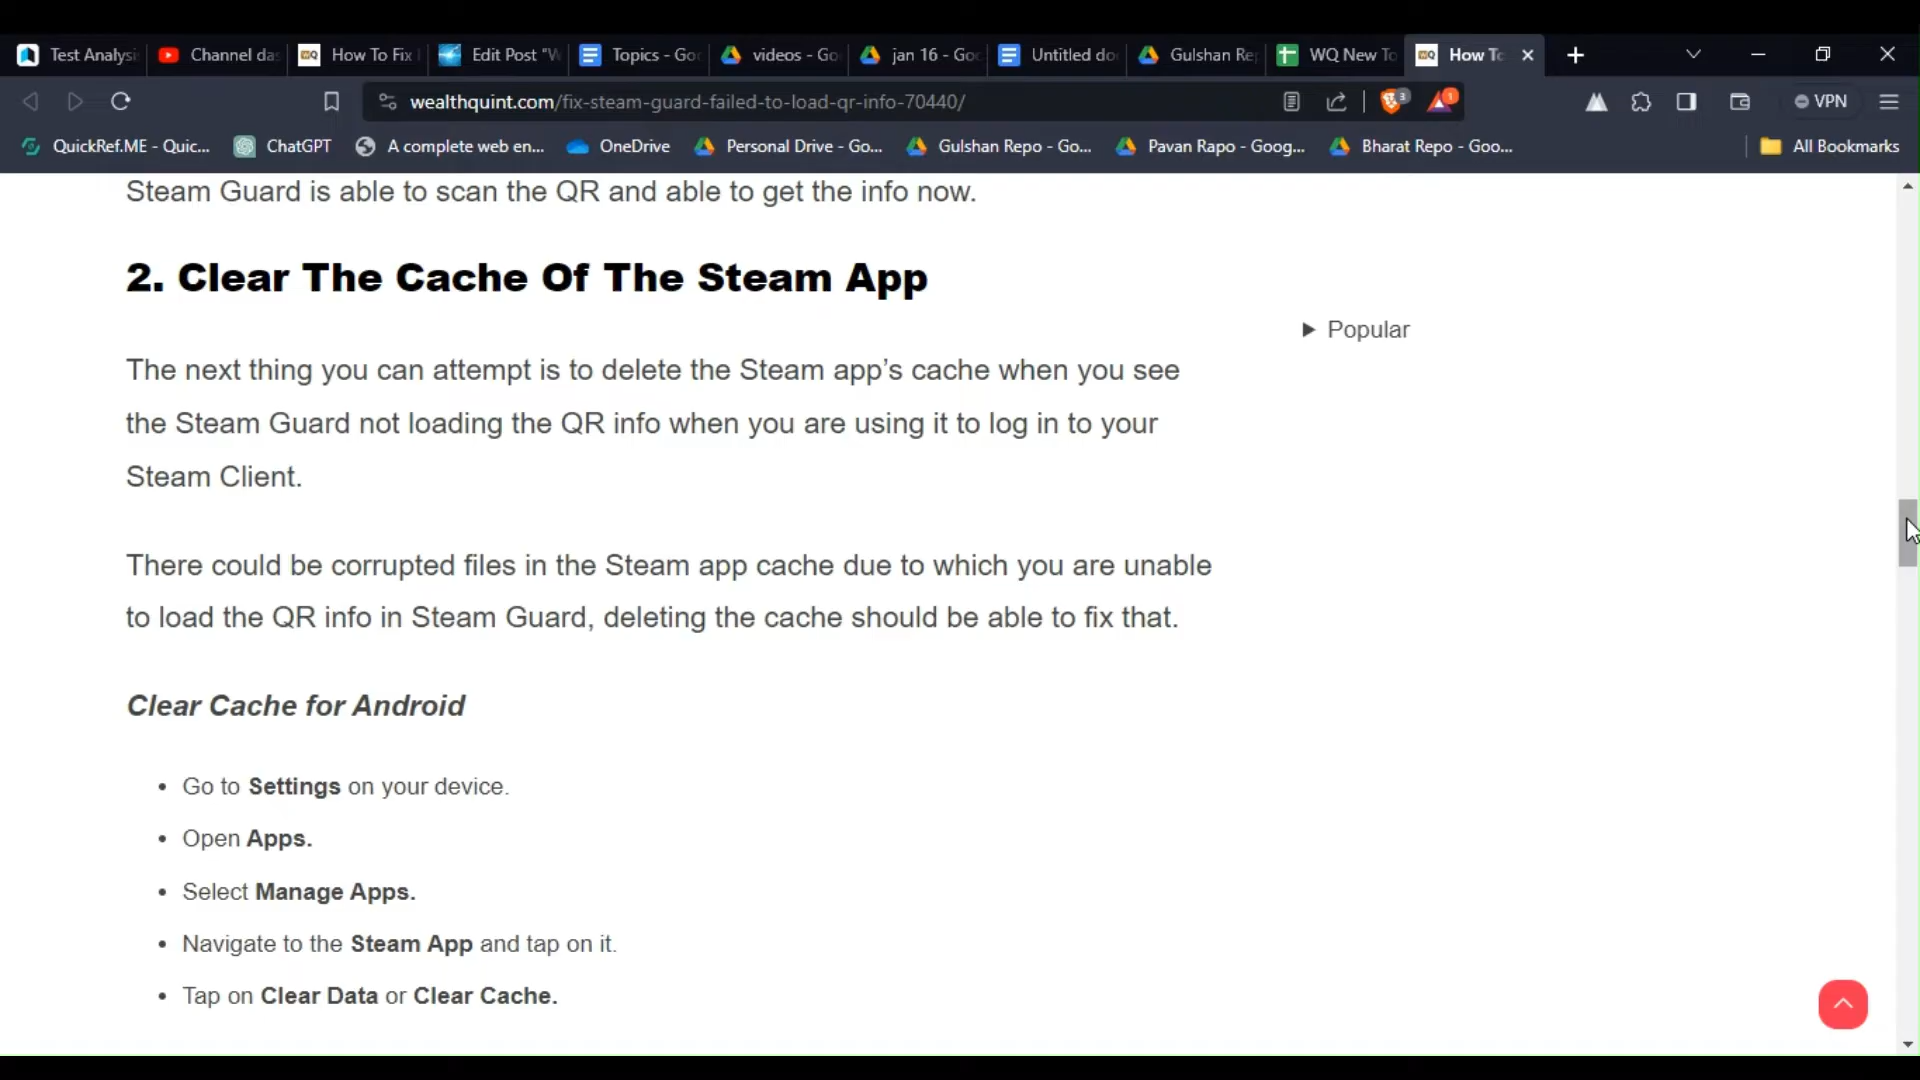 Test Analysi
Channel das
How To Fix
Edit Post "W
Topics - Goo
videos - Go
jan 16 - Goo
Untitled do
Gulshan Re
WQ New To
How To
wealthquint.com/fix-steam-guard-failed-to-load-qr-info-70440/
3
1
VPN
QuickRef.ME - Quic...
ChatGPT
A complete web en...
OneDrive
Personal Drive - Go...
Gulshan Repo - Go...
Pavan Rapo - Goog...
Bharat Repo - Goo...
All Bookmarks
Steam Guard is able to scan the QR and able to get the info now.
2. Clear The Cache Of The Steam App
Popular
The next thing you can attempt is to delete the Steam app’s cache when you see
the Steam Guard not loading the QR info when you are using it to log in to your
Steam Client.
There could be corrupted files in the Steam app cache due to which you are unable
to load the QR info in Steam Guard, deleting the cache should be able to fix that.
Clear Cache for Android
• Go to Settings on your device.
• Open Apps.
• Select Manage Apps.
• Navigate to the Steam App and tap on it.
• Tap on Clear Data or Clear Cache.